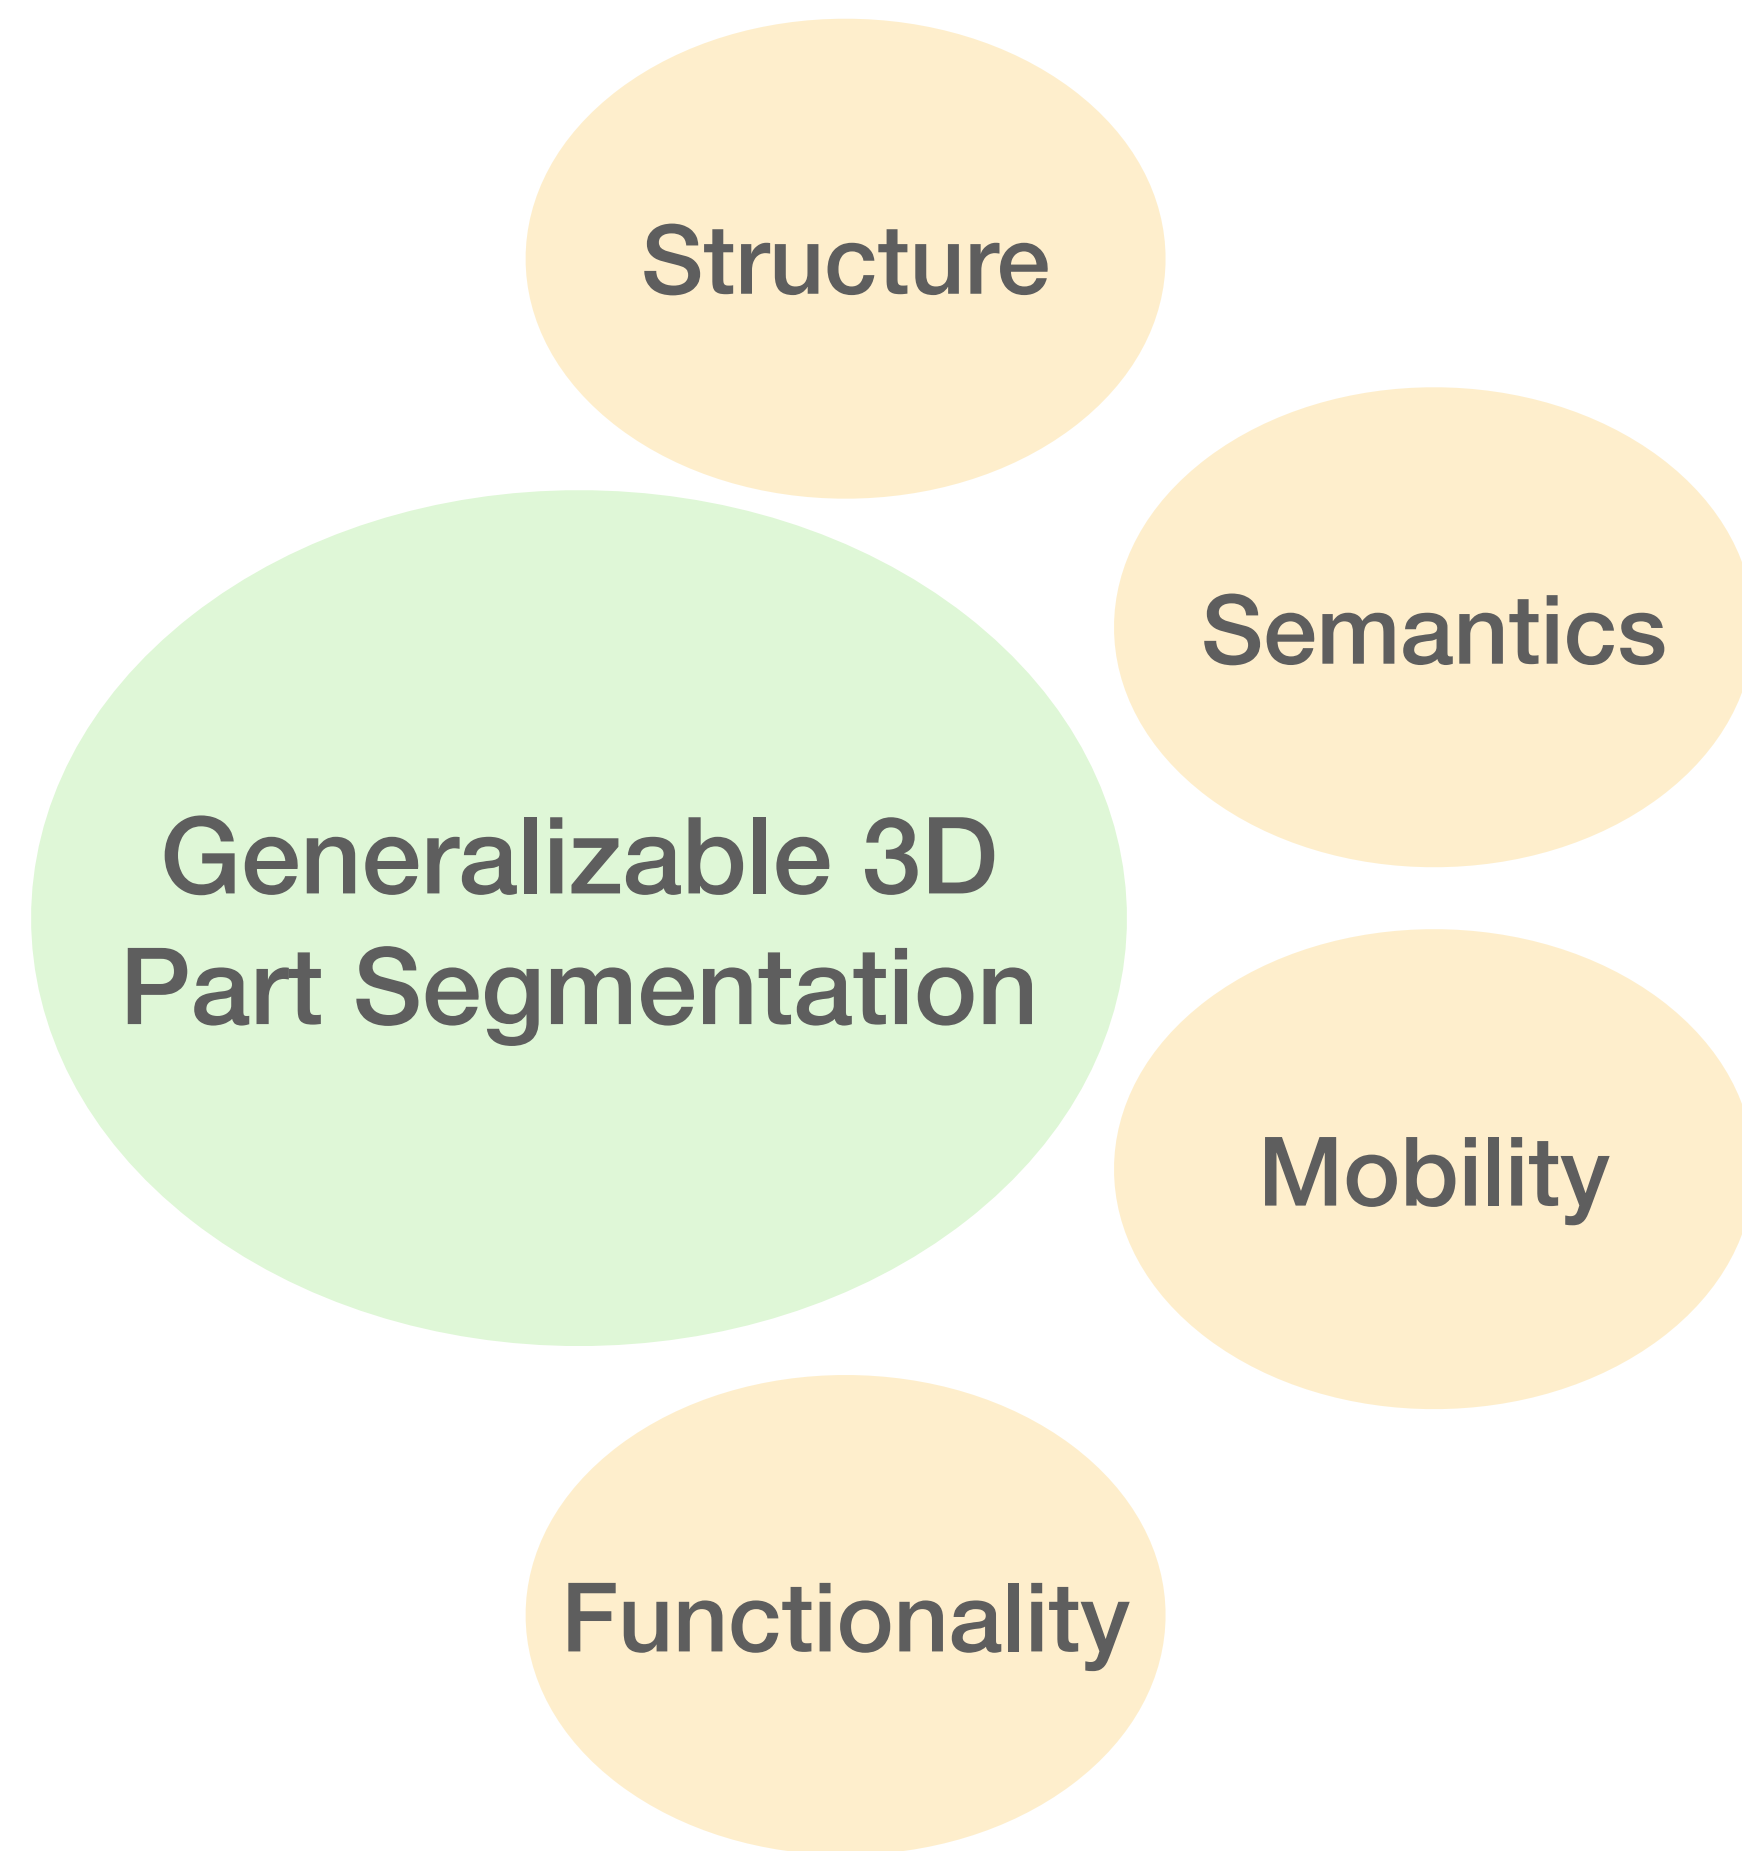 Structure
Semantics
Generalizable 3D
Part Segmentation
Mobility
Functionality